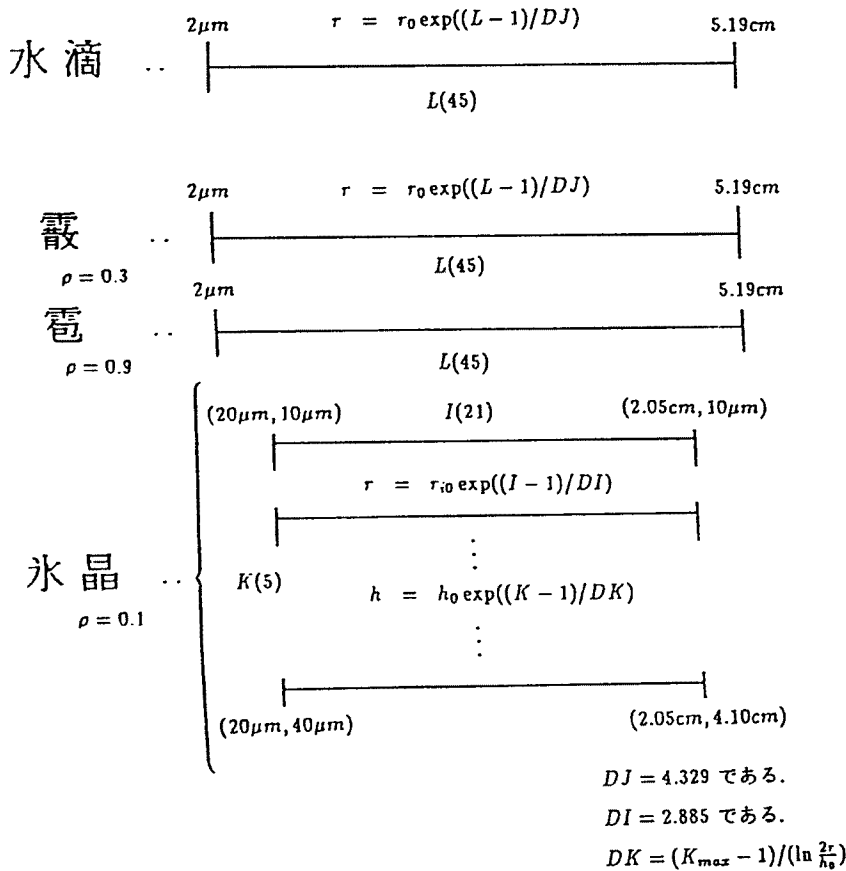 2μm r = r₀ exp((L − 1)/DJ) 5.19cm
水滴 ‥
L(45)
2μm r = r₀ exp((L − 1)/DJ) 5.19cm
霰 ‥
L(45)
ρ = 0.3
2μm 5.19cm
雹 ‥
L(45)
ρ = 0.9
(20μm, 10μm) I(21) (2.05cm, 10μm)
r = r_{i0} exp((I − 1)/DI)
氷晶 ‥ K(5)
h = h₀ exp((K − 1)/DK)
ρ = 0.1
(20μm, 40μm) (2.05cm, 4.10cm)
DJ = 4.329 である.
DI = 2.885 である.
DK = (K_{max} − 1)/(ln \frac{2r}{h₀})